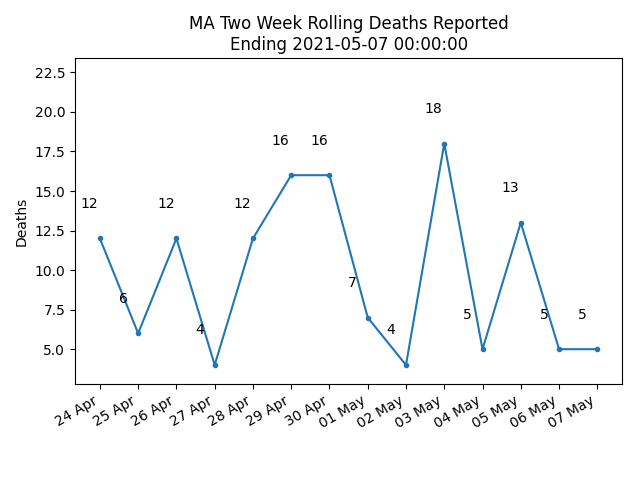 MA Two Week Rolling Deaths Reported
Ending 2021-05-07 00:00:00
Deaths
22.5
20.0
17.5
15.0
12.5
10.0
7.5
5.0
12
6
12
4
12
16
16
7
4
18
5
13
5
5
24 Apr
25 Apr
26 Apr
27 Apr
28 Apr
29 Apr
30 Apr
01 May
02 May
03 May
04 May
05 May
06 May
07 May